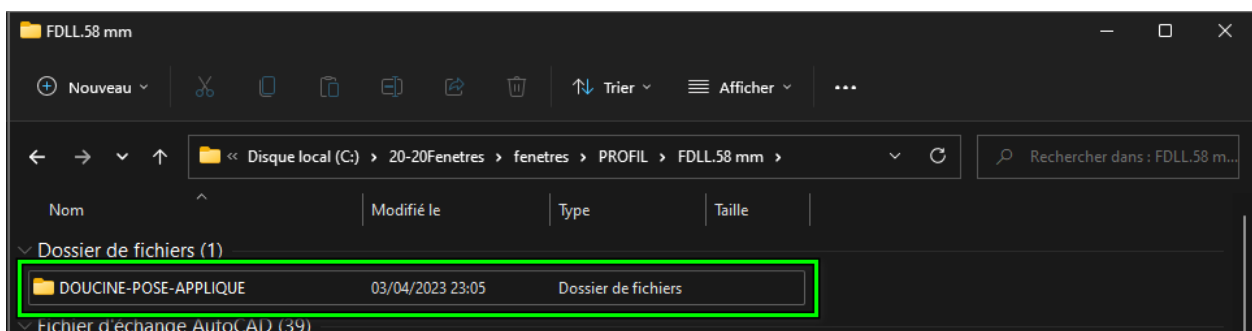 FDLL.58 mm
Nouveau Trier Afficher
« Disque local (C:) > 20-20Fenetres > fenetres > PROFIL > FDLL.58 mm > Rechercher dans : FDLL.58 m...
Nom Modifié le Type Taille
Dossier de fichiers (1)
DOUCINE-POSE-APPLIQUE 03/04/2023 23:05 Dossier de fichiers
Fichier d'échange AutoCAD (39)